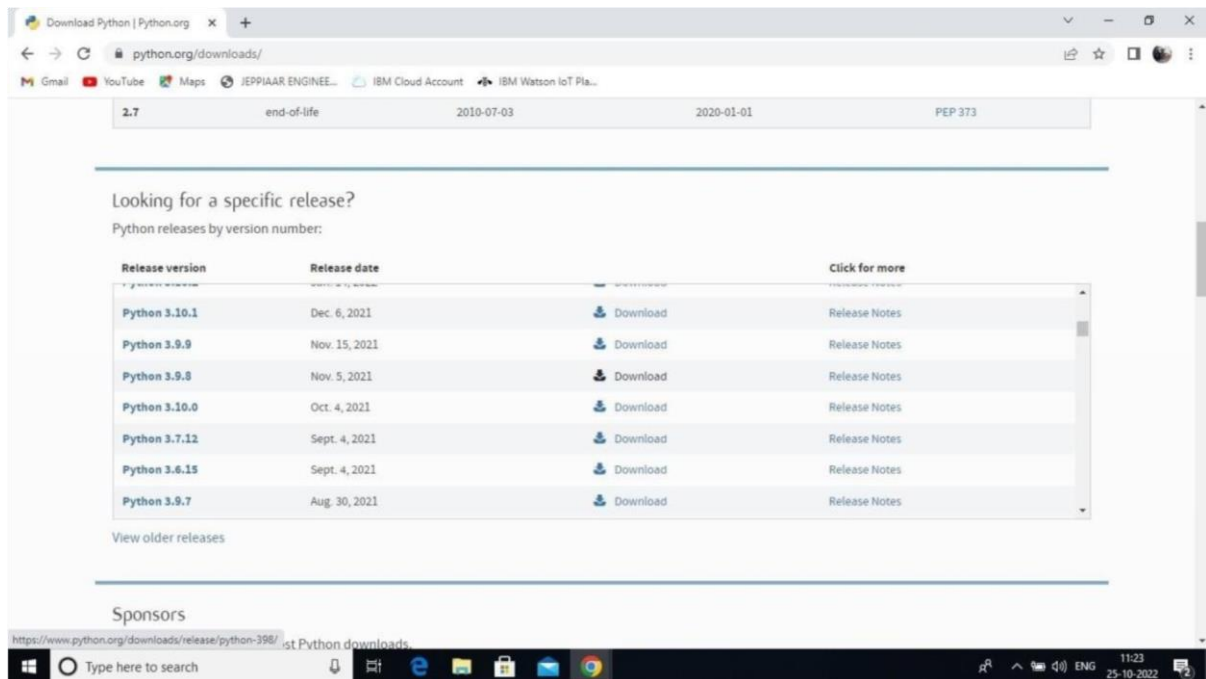 Download Python | Python.org
python.org/downloads/
Gmail YouTube Maps JEPPIAAR ENGINEE... IBM Cloud Account IBM Watson IoT Pla...
2.7 end-of-life 2010-07-03 2020-01-01 PEP 373
Looking for a specific release?
Python releases by version number:
Release version Release date Click for more
Python 3.10.1 Dec. 6, 2021 Download Release Notes
Python 3.9.9 Nov. 15, 2021 Download Release Notes
Python 3.9.8 Nov. 5, 2021 Download Release Notes
Python 3.10.0 Oct. 4, 2021 Download Release Notes
Python 3.7.12 Sept. 4, 2021 Download Release Notes
Python 3.6.15 Sept. 4, 2021 Download Release Notes
Python 3.9.7 Aug. 30, 2021 Download Release Notes
View older releases
Sponsors
https://www.python.org/downloads/release/python-398/ Python downloads.
Type here to search ENG 11:23
25-10-2022 2